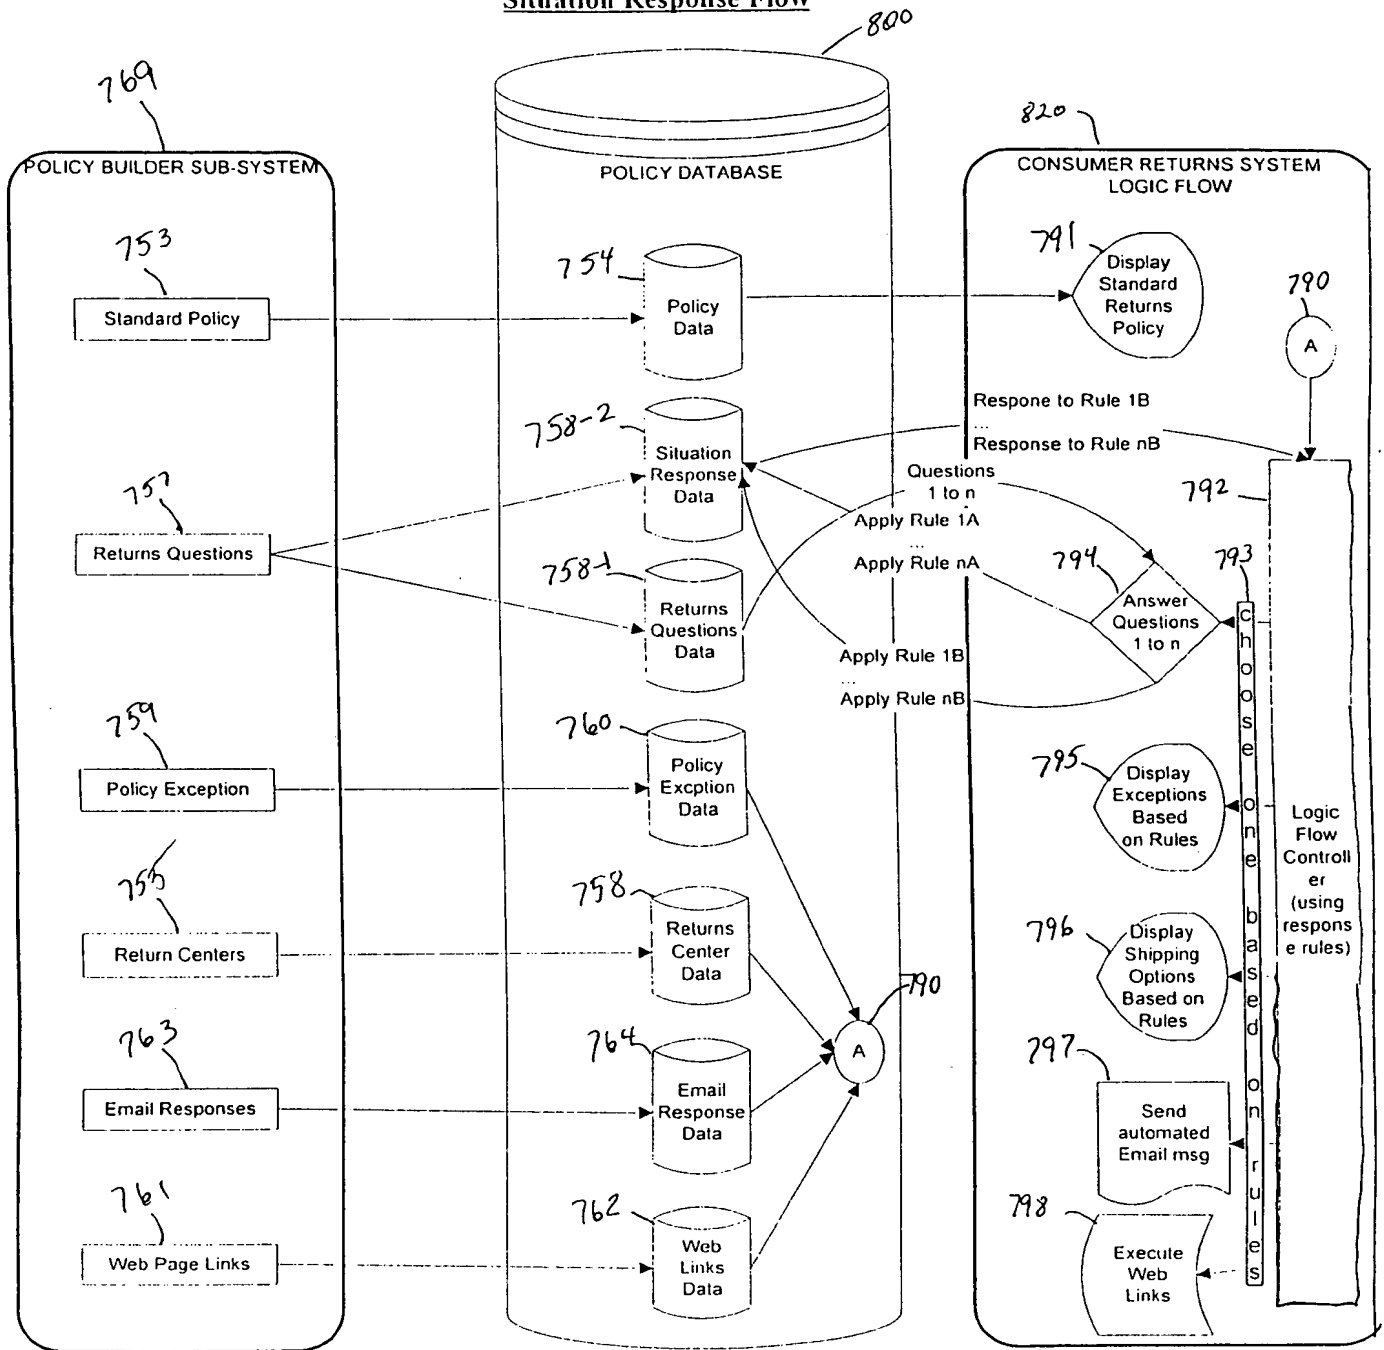 Situation Response Flow
800
769
820
POLICY BUILDER SUB-SYSTEM
POLICY DATABASE
CONSUMER RETURNS SYSTEM
LOGIC FLOW
753
Standard Policy
754
Policy
Data
791
Display
Standard
Returns
Policy
790
A
758-2
Situation
Response
Data
Respone to Rule 1B
...
Response to Rule nB
Questions
1 to n
792
757
Returns Questions
758-1
Returns
Questions
Data
Apply Rule 1A
...
Apply Rule nA
794
Answer
Questions
1 to n
793
choose one based on rules
Apply Rule 1B
...
Apply Rule nB
759
Policy Exception
760
Policy
Excption
Data
795
Display
Exceptions
Based
on Rules
Logic
Flow
Controll
er
(using
respons
e rules)
755
Return Centers
758
Returns
Center
Data
796
Display
Shipping
Options
Based on
Rules
790
A
763
Email Responses
764
Email
Response
Data
797
Send
automated
Email msg
761
Web Page Links
762
Web
Links
Data
798
Execute
Web
Links